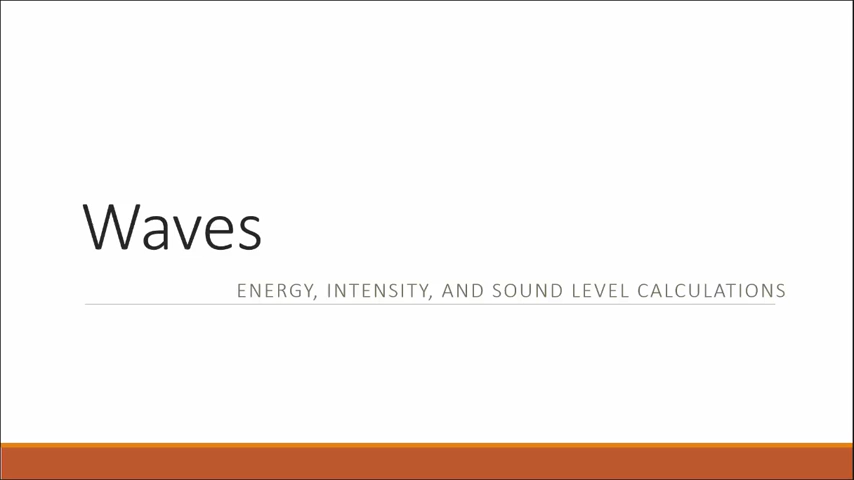 Waves
ENERGY, INTENSITY, AND SOUND LEVEL CALCULATIONS